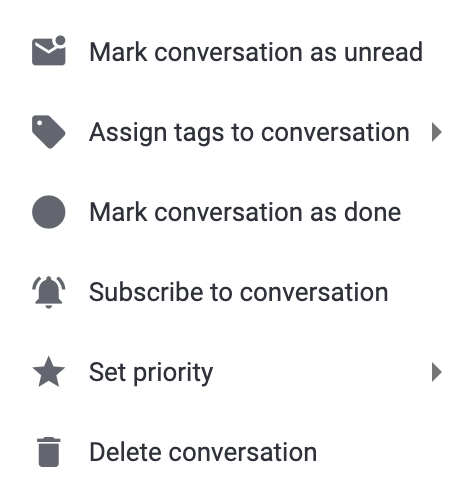 Mark conversation as unread
Assign tags to conversation
Mark conversation as done
Subscribe to conversation
Set priority
Delete conversation